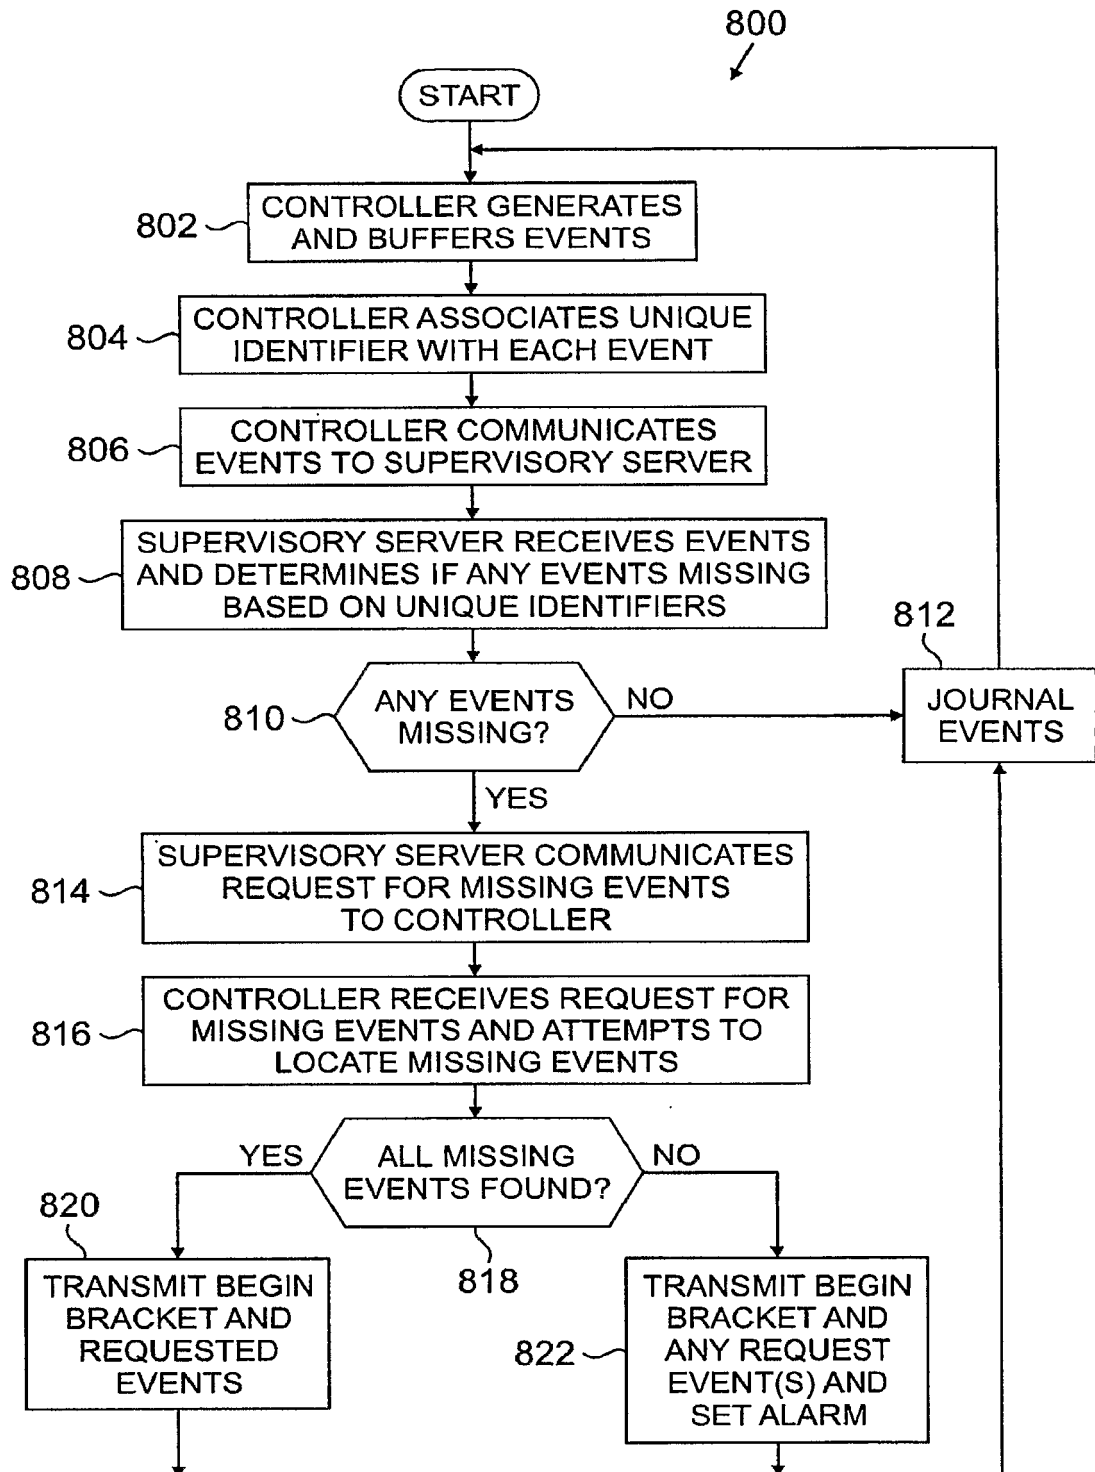 800
START
802
CONTROLLER GENERATES
AND BUFFERS EVENTS
804
CONTROLLER ASSOCIATES UNIQUE
IDENTIFIER WITH EACH EVENT
806
CONTROLLER COMMUNICATES
EVENTS TO SUPERVISORY SERVER
808
SUPERVISORY SERVER RECEIVES EVENTS
AND DETERMINES IF ANY EVENTS MISSING
BASED ON UNIQUE IDENTIFIERS
810
ANY EVENTS
MISSING?
NO
812
JOURNAL
EVENTS
YES
814
SUPERVISORY SERVER COMMUNICATES
REQUEST FOR MISSING EVENTS
TO CONTROLLER
816
CONTROLLER RECEIVES REQUEST FOR
MISSING EVENTS AND ATTEMPTS TO
LOCATE MISSING EVENTS
YES
ALL MISSING
EVENTS FOUND?
NO
818
820
TRANSMIT BEGIN
BRACKET AND
REQUESTED
EVENTS
822
TRANSMIT BEGIN
BRACKET AND
ANY REQUEST
EVENT(S) AND
SET ALARM